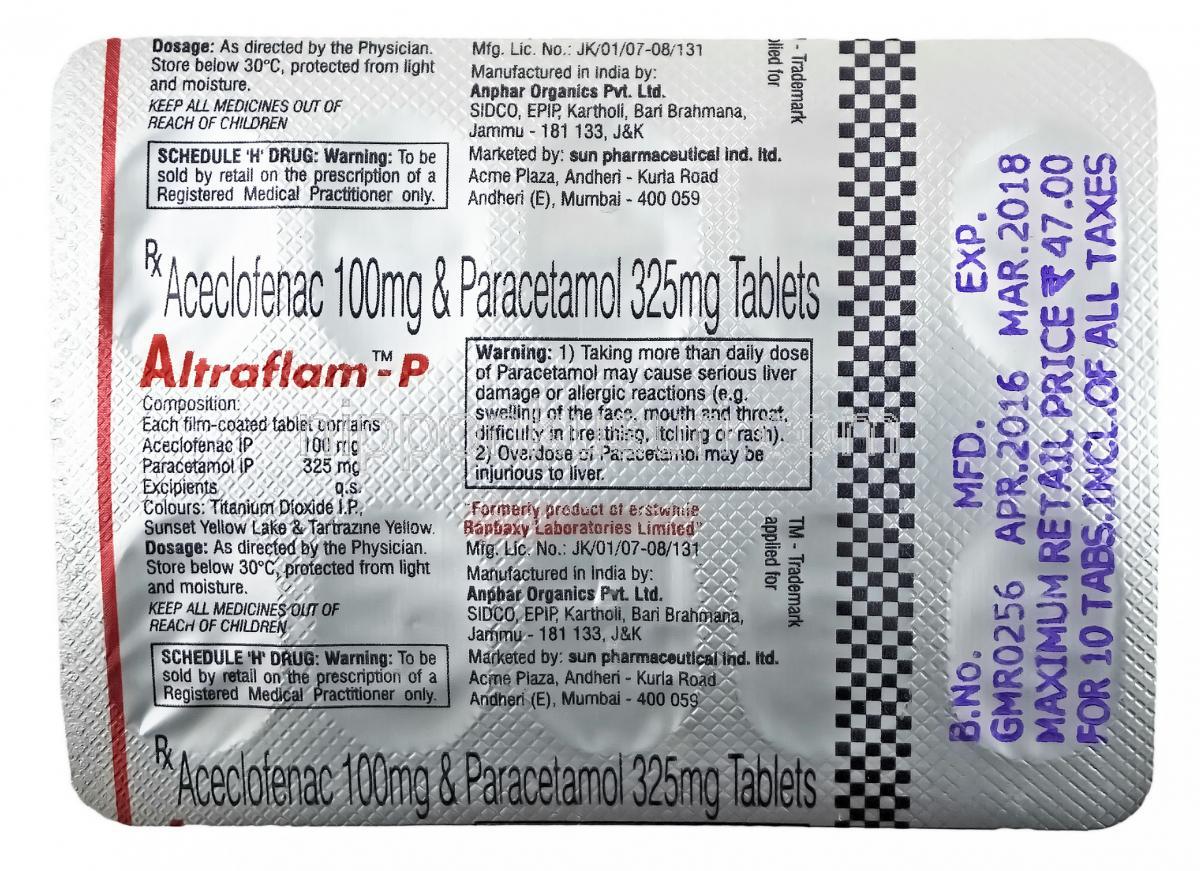 Dosage: As directed by the Physician.
Store below 30°C, protected from light
and moisture.
KEEP ALL MEDICINES OUT OF
REACH OF CHILDREN
SCHEDULE 'H' DRUG: Warning: To be
sold by retail on the prescription of a
Registered Medical Practitioner only.
Mfg. Lic. No.: JK/01/07-08/131
Manufactured in India by:
Anphar Organics Pvt. Ltd.
SIDCO, EPIP, Kartholi, Bari Brahmana,
Jammu - 181 133, J&K
Marketed by: sun pharmaceutical ind. ltd.
Acme Plaza, Andheri - Kurla Road
Andheri (E), Mumbai - 400 059
- Trademark
plied for
Rx Aceclofenac 100mg & Paracetamol 325mg Tablets
Altraflam™-P
Composition:
Each film-coated tablet contains
Aceclofenac IP 100 mg
Paracetamol IP 325 mg
Excipients q.s.
Colours: Titanium Dioxide I.P.,
Sunset Yellow Lake & Tartrazine Yellow.
Dosage: As directed by the Physician.
Store below 30°C, protected from light
and moisture.
KEEP ALL MEDICINES OUT OF
REACH OF CHILDREN
SCHEDULE 'H' DRUG: Warning: To be
sold by retail on the prescription of a
Registered Medical Practitioner only.
Warning: 1) Taking more than daily dose
of Paracetamol may cause serious liver
damage or allergic reactions (e.g.
swelling of the face, mouth and throat,
difficulty in breathing, itching or rash).
2) Overdose of Paracetamol may be
injurious to liver.
"Formerly product of erstwhile
Ranbaxy Laboratories Limited"
Mfg. Lic. No.: JK/01/07-08/131
Manufactured in India by:
Anphar Organics Pvt. Ltd.
SIDCO, EPIP, Kartholi, Bari Brahmana,
Jammu - 181 133, J&K
Marketed by: sun pharmaceutical ind. ltd.
Acme Plaza, Andheri - Kurla Road
Andheri (E), Mumbai - 400 059
TM - Trademark
applied for
Rx Aceclofenac 100mg & Paracetamol 325mg Tablets
B.No. MFD. EXP.
GMR0256 APR.2016 MAR.2018
MAXIMUM RETAIL PRICE ₹ 47.00
FOR 10 TABS.INCL.OF ALL TAXES